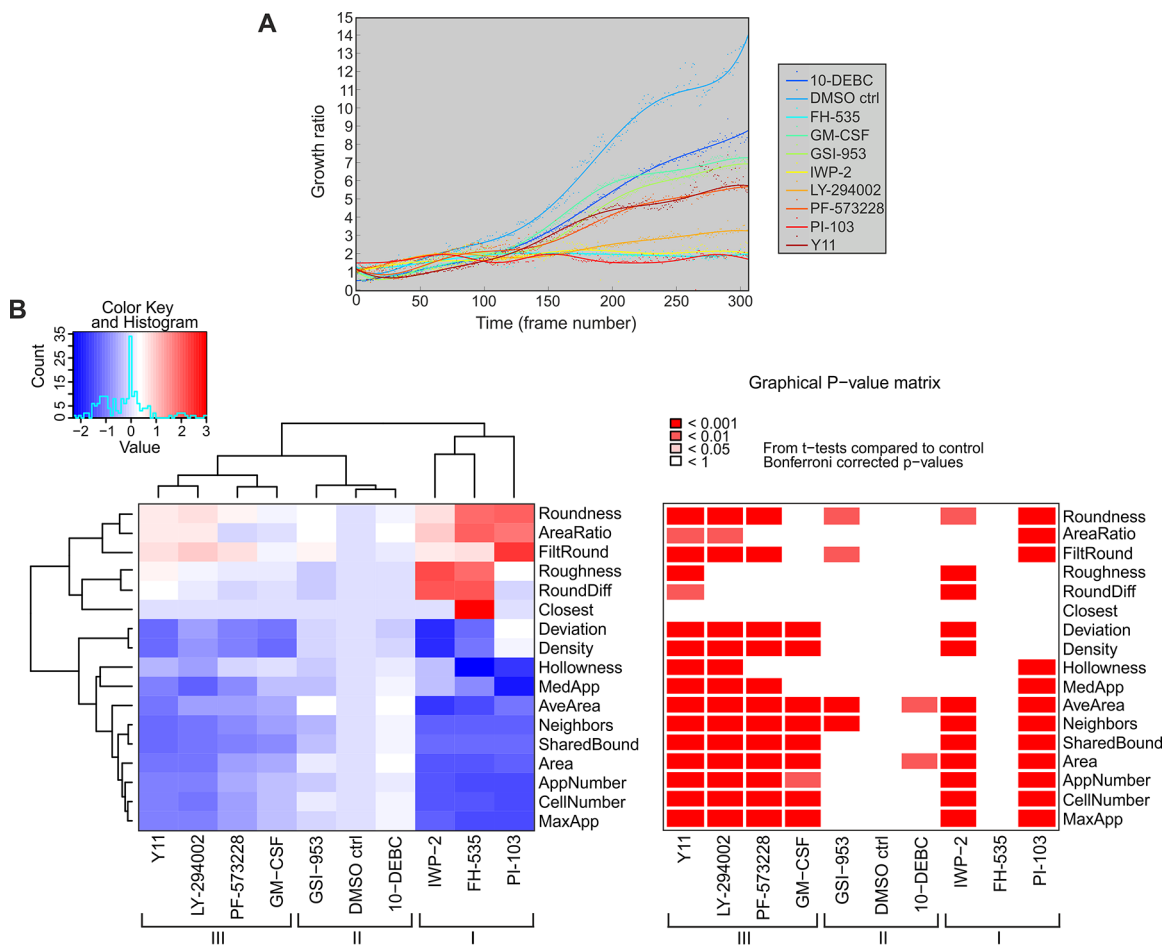 A
15
14
13
12
11
10
9
8
7
6
5
4
3
2
1
0
Growth ratio
0 50 100 150 200 250 300
Time (frame number)
10-DEBC
DMSO ctrl
FH-535
GM-CSF
GSI-953
IWP-2
LY-294002
PF-573228
PI-103
Y11
B
Color Key
and Histogram
Count
0 5 15 25 35
−2 −1 0 1 2 3
Value
Roundness
AreaRatio
FiltRound
Roughness
RoundDiff
Closest
Deviation
Density
Hollowness
MedApp
AveArea
Neighbors
SharedBound
Area
AppNumber
CellNumber
MaxApp
Y11
LY-294002
PF-573228
GM-CSF
GSI-953
DMSO ctrl
10-DEBC
IWP-2
FH-535
PI-103
III II I
Graphical P-value matrix
< 0.001
< 0.01
< 0.05
< 1
From t-tests compared to control
Bonferroni corrected p-values
Roundness
AreaRatio
FiltRound
Roughness
RoundDiff
Closest
Deviation
Density
Hollowness
MedApp
AveArea
Neighbors
SharedBound
Area
AppNumber
CellNumber
MaxApp
Y11
LY-294002
PF-573228
GM-CSF
GSI-953
DMSO ctrl
10-DEBC
IWP-2
FH-535
PI-103
III II I